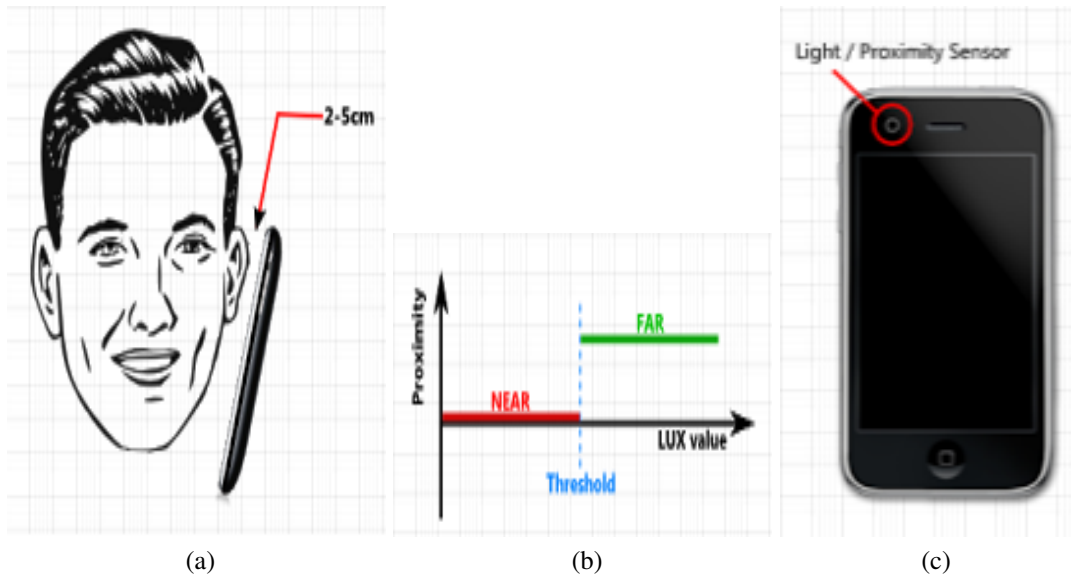 2-5cm
Proximity
FAR
NEAR
LUX value
Threshold
Light / Proximity Sensor
(a)
(b)
(c)